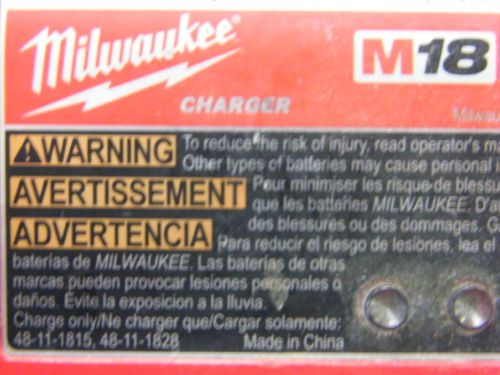 Milwaukee
M18
CHARGER
Milwau
WARNING To reduce the risk of injury, read operator's ma
Other types of batteries may cause personal
AVERTISSEMENT Pour minimiser les risque de bless
que les batteries MILWAUKEE. D'a
des blessures ou des dommages. G
ADVERTENCIA Para reducir el riesgo de lesiones, lea el
baterías de MILWAUKEE. Las baterías de otras
marcas pueden provocar lesiones personales o
daños. Evite la exposición a la lluvia.
Charge only/Ne charger que/Cargar solamente:
48-11-1815, 48-11-1828 Made in China